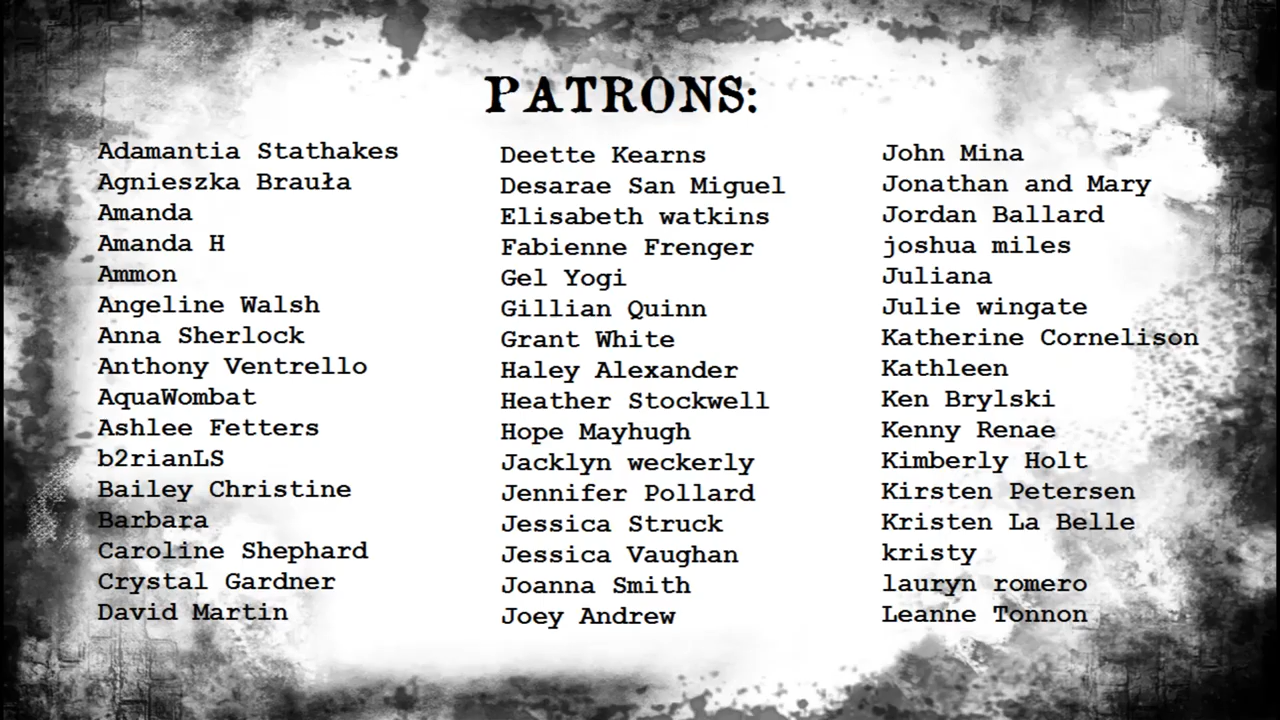 PATRONS:
Adamantia Stathakes
Agnieszka Brauła
Amanda
Amanda H
Ammon
Angeline Walsh
Anna Sherlock
Anthony Ventrello
AquaWombat
Ashlee Fetters
b2rianLS
Bailey Christine
Barbara
Caroline Shephard
Crystal Gardner
David Martin
Deette Kearns
Desarae San Miguel
Elisabeth watkins
Fabienne Frenger
Gel Yogi
Gillian Quinn
Grant White
Haley Alexander
Heather Stockwell
Hope Mayhugh
Jacklyn weckerly
Jennifer Pollard
Jessica Struck
Jessica Vaughan
Joanna Smith
Joey Andrew
John Mina
Jonathan and Mary
Jordan Ballard
joshua miles
Juliana
Julie wingate
Katherine Cornelison
Kathleen
Ken Brylski
Kenny Renae
Kimberly Holt
Kirsten Petersen
Kristen La Belle
kristy
lauryn romero
Leanne Tonnon